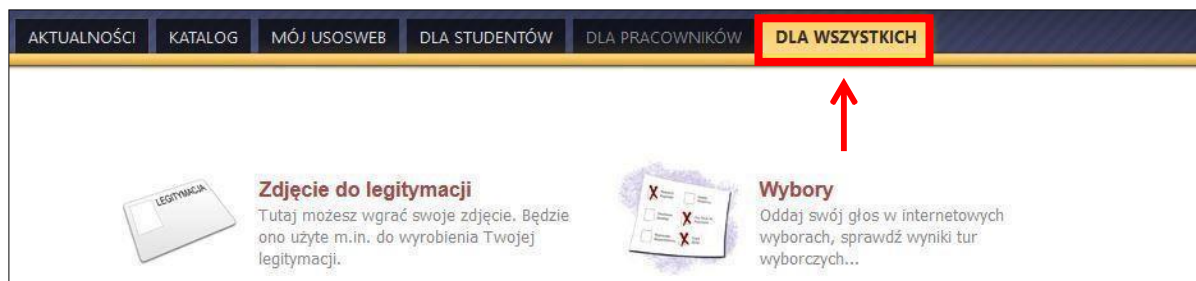 AKTUALNOŚCI KATALOG MÓJ USOSWEB DLA STUDENTÓW DLA PRACOWNIKÓW DLA WSZYSTKICH
LEGITYMACJA
Zdjęcie do legitymacji
Tutaj możesz wgrać swoje zdjęcie. Będzie
ono użyte m.in. do wyrobienia Twojej
legitymacji.
Wybory
Oddaj swój głos w internetowych
wyborach, sprawdź wyniki tur
wyborczych...